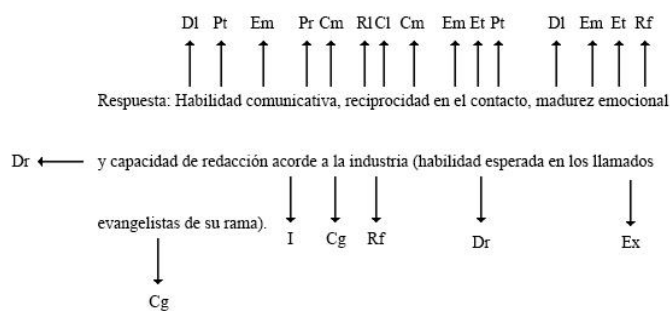 Dl Pt Em Pr Cm Rl Cl Cm Em Et Pt Dl Em Et Rf
Respuesta: Habilidad comunicativa, reciprocidad en el contacto, madurez emocional
Dr y capacidad de redacción acorde a la industria (habilidad esperada en los llamados
evangelistas de su rama).
I Cg Rf Dr Ex
Cg